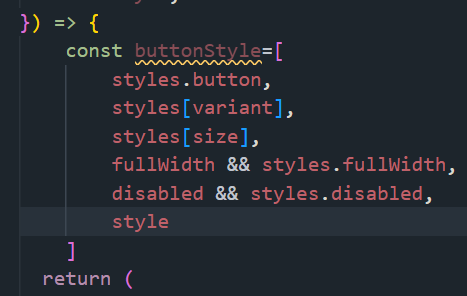 }) => {
const buttonStyle=[
styles.button,
styles[variant],
styles[size],
fullWidth && styles.fullWidth,
disabled && styles.disabled,
style
]
return (